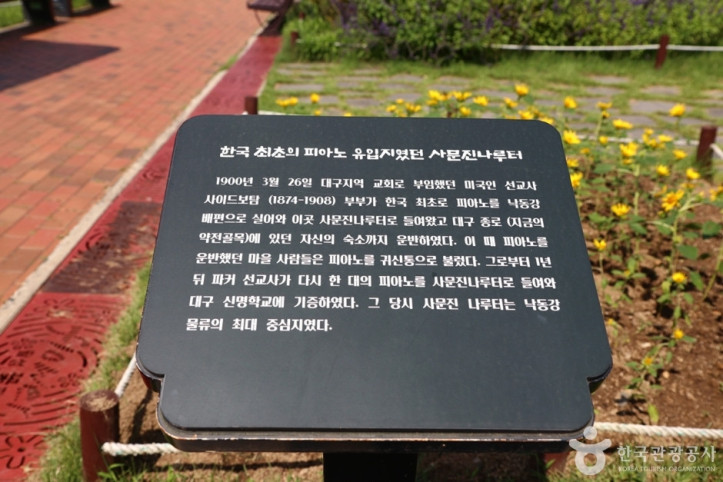 한국 최초의 피아노 유입지였던 사문진나루터
1900년 3월 26일 대구지역 교회로 부임했던 미국인 선교사
사이드보탐 (1874-1908) 부부가 한국 최초로 피아노를 낙동강
배편으로 실어와 이곳 사문진나루터로 들여왔고 대구 종로 (지금의
약전골목)에 있던 자신의 숙소까지 운반하였다. 이 때 피아노를
운반했던 마을 사람들은 피아노를 귀신통으로 불렀다. 그로부터 1년
뒤 파커 선교사가 다시 한 대의 피아노를 사문진나루터로 들여와
대구 신명학교에 기증하였다. 그 당시 사문진 나루터는 낙동강
물류의 최대 중심지였다.
한국관광공사
KOREA TOURISM ORGANIZATION